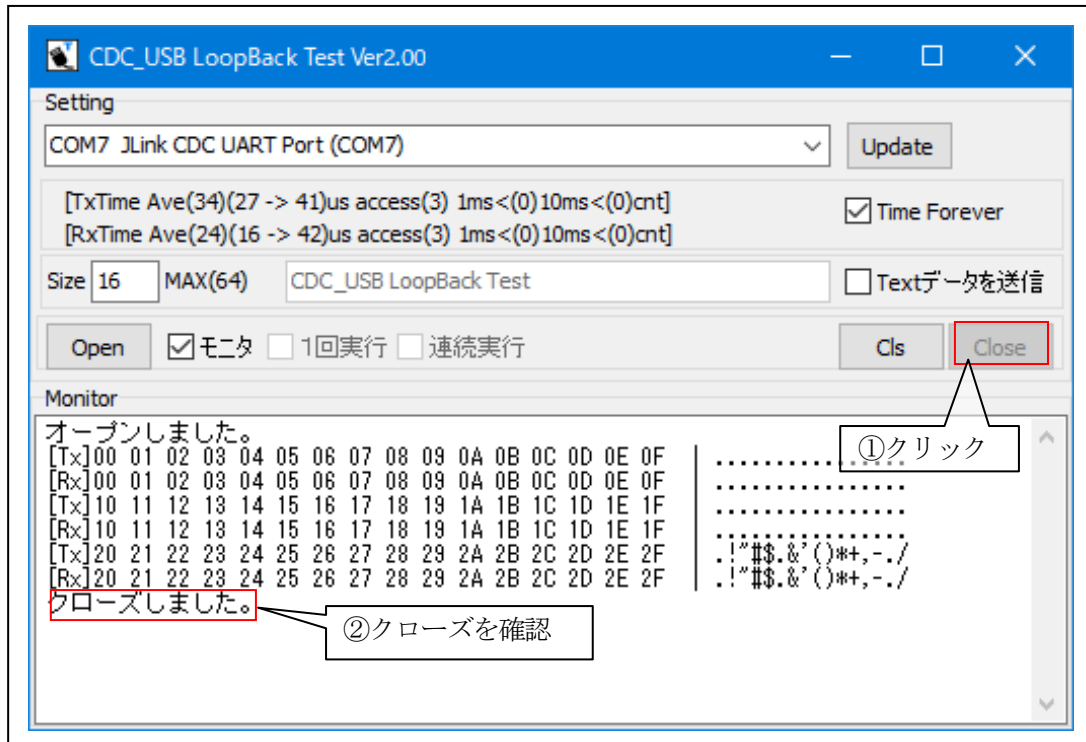 CDC_USB LoopBack Test Ver2.00
Setting
COM7 JLink CDC UART Port (COM7)
Update
[TxTime Ave(34)(27 -> 41)us access(3) 1ms<(0)10ms<(0)cnt]
[RxTime Ave(24)(16 -> 42)us access(3) 1ms<(0)10ms<(0)cnt]
Time Forever
Size 16 MAX(64) CDC_USB LoopBack Test Textデータを送信
Open モニタ 1回実行 連続実行 Cls Close
Monitor
①クリック
オープンしました。
[Tx]00 01 02 03 04 05 06 07 08 09 0A 0B 0C 0D 0E 0F | ................
[Rx]00 01 02 03 04 05 06 07 08 09 0A 0B 0C 0D 0E 0F | ................
[Tx]10 11 12 13 14 15 16 17 18 19 1A 1B 1C 1D 1E 1F | ................
[Rx]10 11 12 13 14 15 16 17 18 19 1A 1B 1C 1D 1E 1F | ................
[Tx]20 21 22 23 24 25 26 27 28 29 2A 2B 2C 2D 2E 2F | .!"#$.&'()*+,-./
[Rx]20 21 22 23 24 25 26 27 28 29 2A 2B 2C 2D 2E 2F | .!"#$.&'()*+,-./
クローズしました。
②クローズを確認